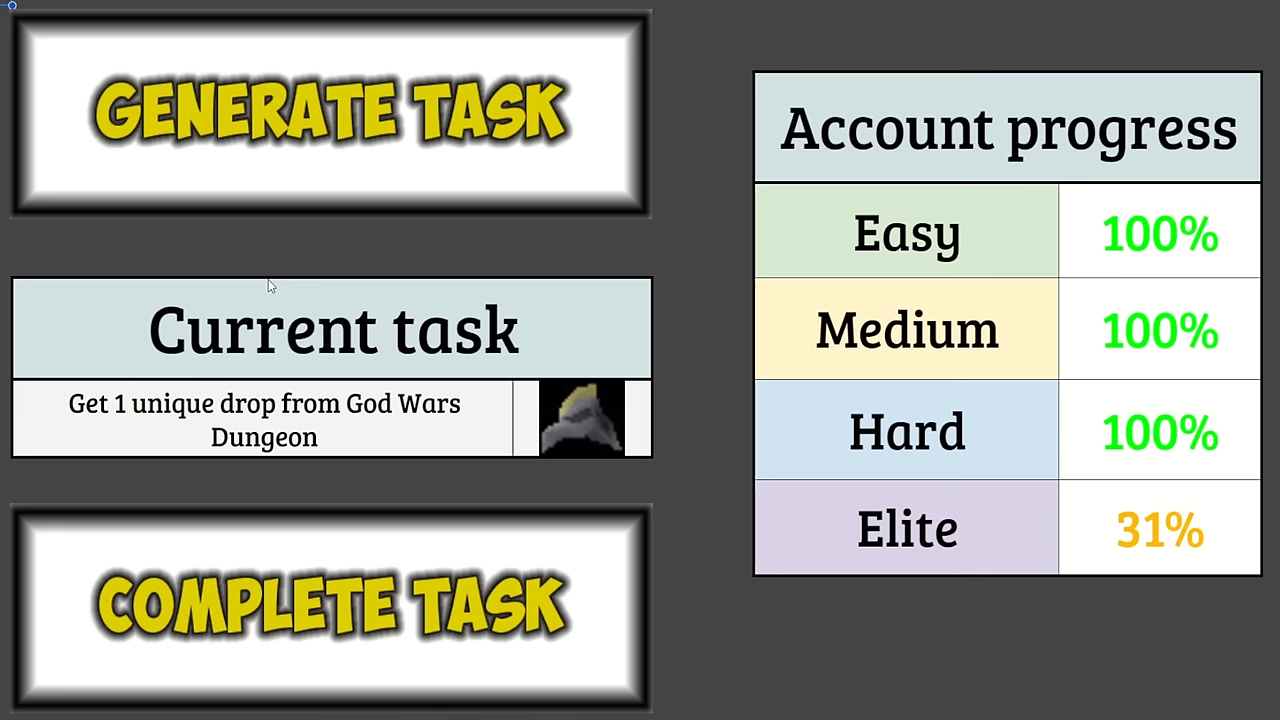 GENERATE TASK
Current task
Get 1 unique drop from God Wars
Dungeon
COMPLETE TASK
Account progress
Easy 100%
Medium 100%
Hard 100%
Elite 31%